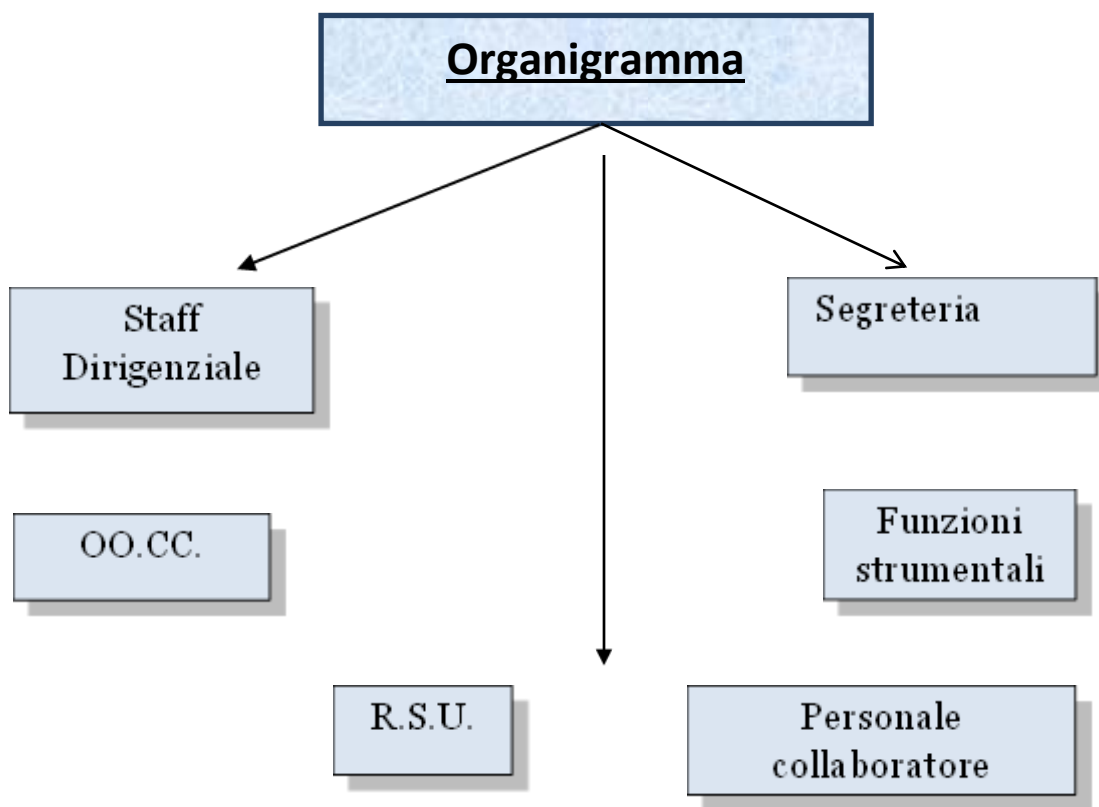 Organigramma
Staff
Dirigenziale
Segreteria
OO.CC.
Funzioni
strumentali
R.S.U.
Personale
collaboratore